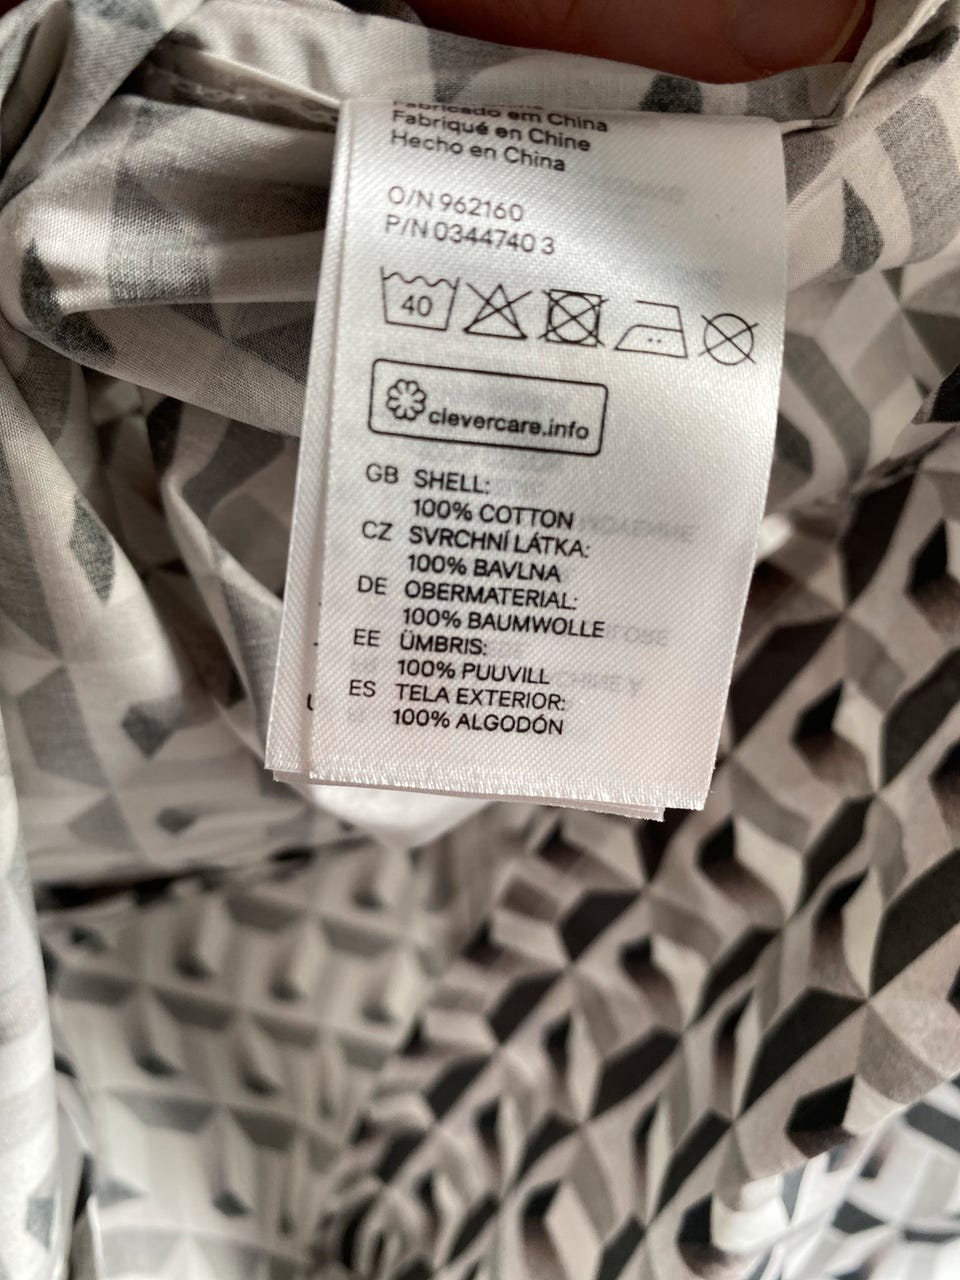 Fabricado em China
Fabriqué en Chine
Hecho en China
O/N 962160
P/N 0344740 3
40
clevercare.info
GB SHELL:
100% COTTON
CZ SVRCHNÍ LÁTKA:
100% BAVLNA
DE OBERMATERIAL:
100% BAUMWOLLE
EE ÜMBRIS:
100% PUUVILL
ES TELA EXTERIOR:
100% ALGODÓN